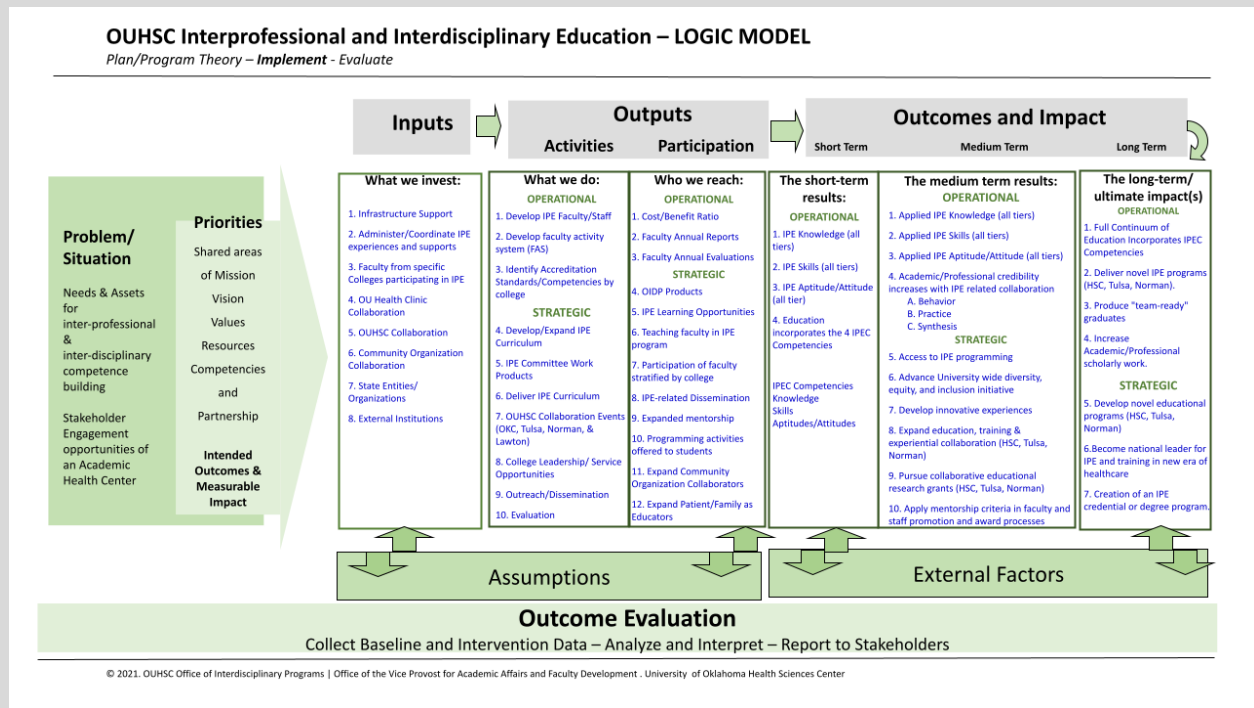 OUHSC Interprofessional and Interdisciplinary Education – LOGIC MODEL
Plan/Program Theory – Implement - Evaluate
Problem/
Situation
Needs & Assets
for
inter-professional
&
inter-disciplinary
competence
building
Stakeholder
Engagement
opportunities of
an Academic
Health Center
Priorities
Shared areas
of Mission
Vision
Values
Resources
Competencies
and
Partnership
Intended
Outcomes &
Measurable
Impact
Inputs
What we invest:
1. Infrastructure Support
2. Administer/Coordinate IPE
experiences and supports
3. Faculty from specific
Colleges participating in IPE
4. OU Health Clinic
Collaboration
5. OUHSC Collaboration
6. Community Organization
Collaboration
7. State Entities/
Organizations
8. External Institutions
Outputs
Activities
What we do:
OPERATIONAL
1. Develop IPE Faculty/Staff
2. Develop faculty activity
system (FAS)
3. Identify Accreditation
Standards/Competencies by
college
STRATEGIC
4. Develop/Expand IPE
Curriculum
5. IPE Committee Work
Products
6. Deliver IPE Curriculum
7. OUHSC Collaboration Events
(OKC, Tulsa, Norman, &
Lawton)
8. College Leadership/ Service
Opportunities
9. Outreach/Dissemination
10. Evaluation
Participation
Who we reach:
OPERATIONAL
1. Cost/Benefit Ratio
2. Faculty Annual Reports
3. Faculty Annual Evaluations
STRATEGIC
4. OIDP Products
5. IPE Learning Opportunities
6. Teaching faculty in IPE
program
7. Participation of faculty
stratified by college
8. IPE-related Dissemination
9. Expanded mentorship
10. Programming activities
offered to students
11. Expand Community
Organization Collaborators
12. Expand Patient/Family as
Educators
Outcomes and Impact
Short Term
The short-term
results:
OPERATIONAL
1. IPE Knowledge (all
tiers)
2. IPE Skills (all tiers)
3. IPE Aptitude/Attitude
(all tier)
4. Education
incorporates the 4 IPEC
Competencies
IPEC Competencies
Knowledge
Skills
Aptitudes/Attitudes
Medium Term
The medium term results:
OPERATIONAL
1. Applied IPE Knowledge (all tiers)
2. Applied IPE Skills (all tiers)
3. Applied IPE Aptitude/Attitude (all tiers)
4. Academic/Professional credibility
increases with IPE related collaboration
A. Behavior
B. Practice
C. Synthesis
STRATEGIC
5. Access to IPE programming
6. Advance University wide diversity,
equity, and inclusion initiative
7. Develop innovative experiences
8. Expand education, training &
experiential collaboration (HSC, Tulsa,
Norman)
9. Pursue collaborative educational
research grants (HSC, Tulsa, Norman)
10. Apply mentorship criteria in faculty and
staff promotion and award processes
Long Term
The long-term/
ultimate impact(s)
OPERATIONAL
1. Full Continuum of
Education Incorporates IPEC
Competencies
2. Deliver novel IPE programs
(HSC, Tulsa, Norman).
3. Produce "team-ready"
graduates
4. Increase
Academic/Professional
scholarly work.
STRATEGIC
5. Develop novel educational
programs (HSC, Tulsa,
Norman)
6.Become national leader for
IPE and training in new era of
healthcare
7. Creation of an IPE
credential or degree program.
Assumptions
External Factors
Outcome Evaluation
Collect Baseline and Intervention Data – Analyze and Interpret – Report to Stakeholders
© 2021. OUHSC Office of Interdisciplinary Programs | Office of the Vice Provost for Academic Affairs and Faculty Development . University of Oklahoma Health Sciences Center